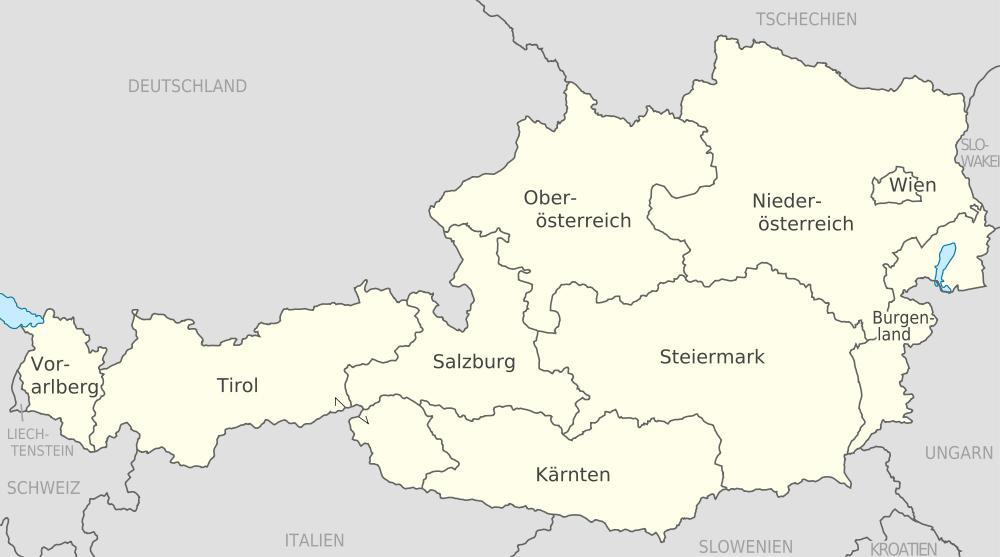 TSCHECHIEN
DEUTSCHLAND
SLO-
WAKEI
Wien
Ober-
österreich
Nieder-
österreich
Burgen-
land
Vor-
arlberg
Tirol
Salzburg
Steiermark
LIECH-
TENSTEIN
Kärnten
UNGARN
SCHWEIZ
ITALIEN
SLOWENIEN
KROATIEN